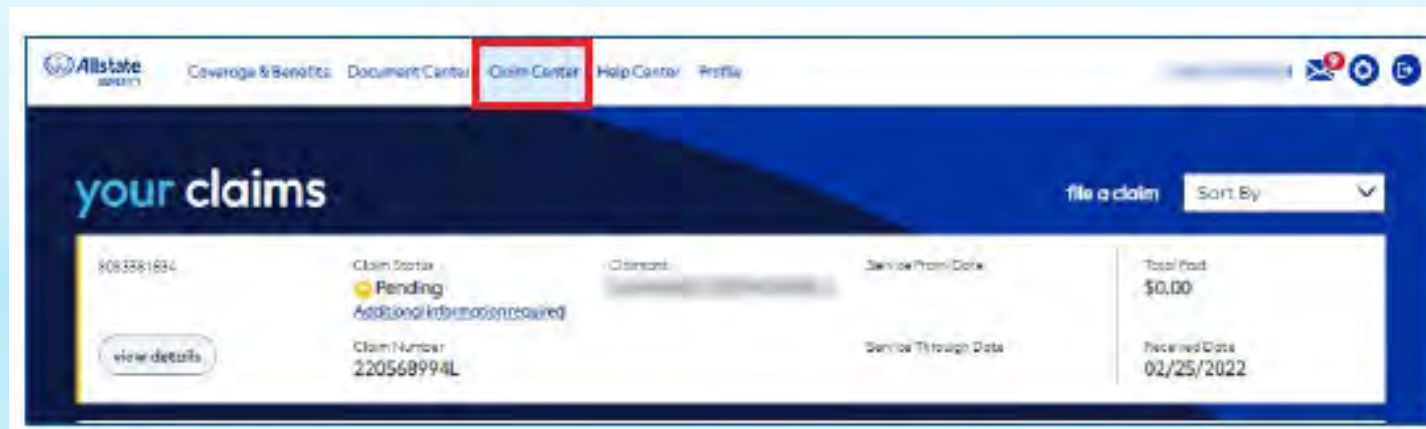 Allstate
BENEFITS
Coverage & Benefits Document Center Claim Center Help Center Profile
9
your claims
file a claim Sort By
Claim Status Claimant Service From Date Total Paid
Pending $0.00
Additional information required
view details
Claim Number Service Through Date Received Date
220568994L 02/25/2022